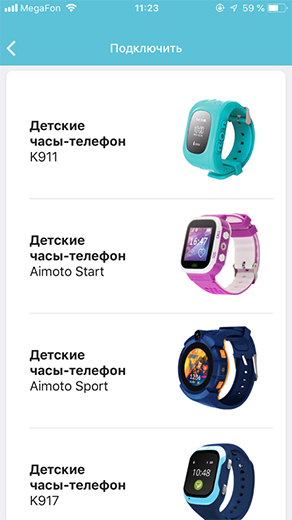 MegaFon 11:23 59 %
Подключить
Детские
часы-телефон
K911
Детские
часы-телефон
Aimoto Start
16:47
Детские
часы-телефон
Aimoto Sport
Детские
часы-телефон
K917
10:48